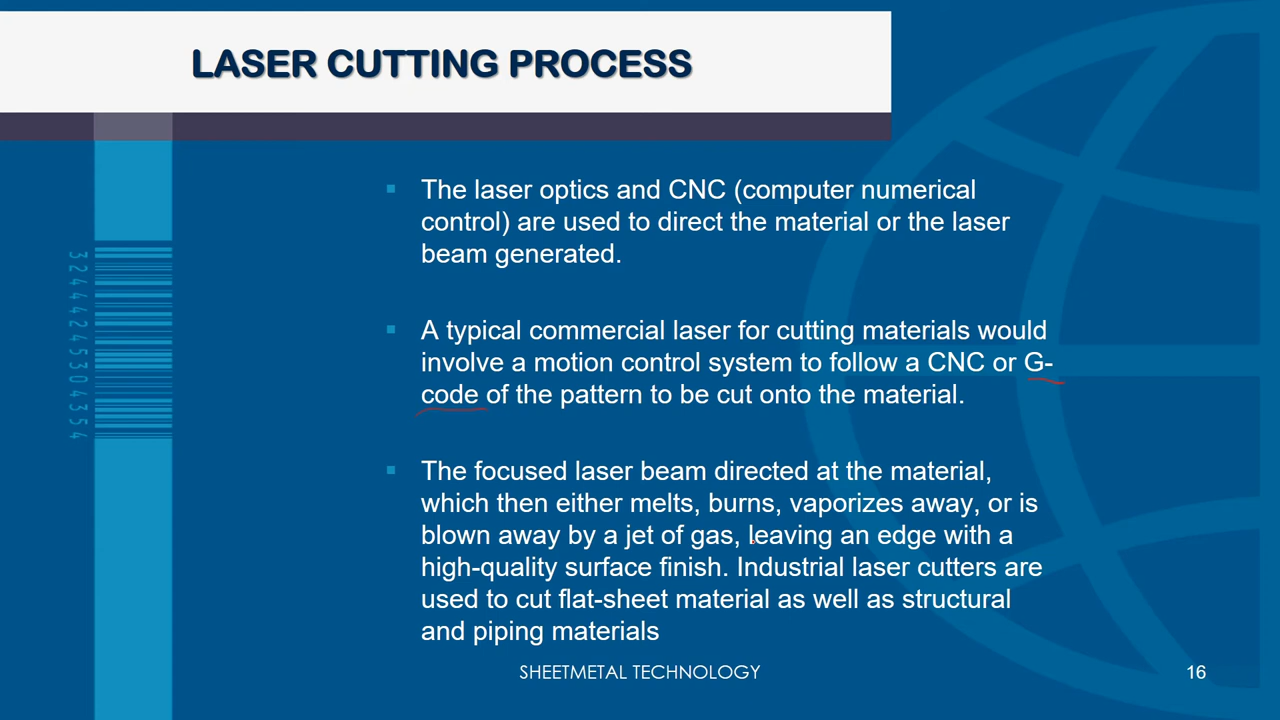 LASER CUTTING PROCESS
▪ The laser optics and CNC (computer numerical
control) are used to direct the material or the laser
beam generated.
▪ A typical commercial laser for cutting materials would
involve a motion control system to follow a CNC or G-
code of the pattern to be cut onto the material.
▪ The focused laser beam directed at the material,
which then either melts, burns, vaporizes away, or is
blown away by a jet of gas, leaving an edge with a
high-quality surface finish. Industrial laser cutters are
used to cut flat-sheet material as well as structural
and piping materials
SHEETMETAL TECHNOLOGY
16
32444245304354